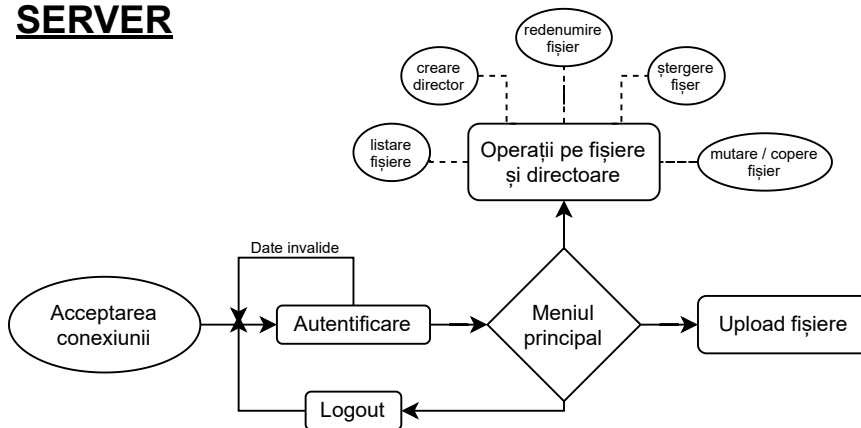 SERVER
redenumire
fișier
creare
director
ștergere
fișer
listare
fișiere
Operații pe fișiere
și directoare
mutare / copere
fișier
Date invalide
Acceptarea
conexiunii
Autentificare
Meniul
principal
Upload fișiere
Logout